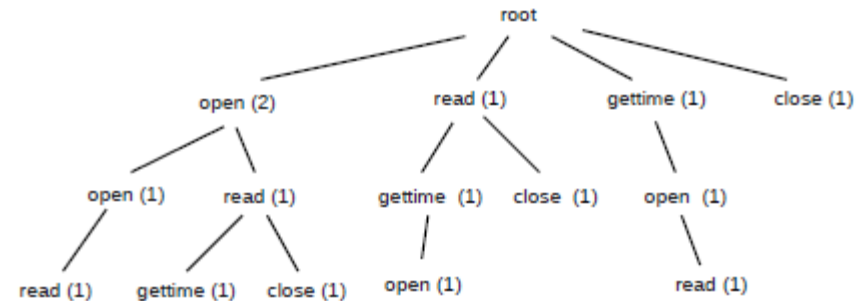 root
open (2)
read (1)
gettime (1)
close (1)
open (1)
read (1)
gettime (1)
close (1)
open (1)
read (1)
gettime (1)
close (1)
open (1)
read (1)